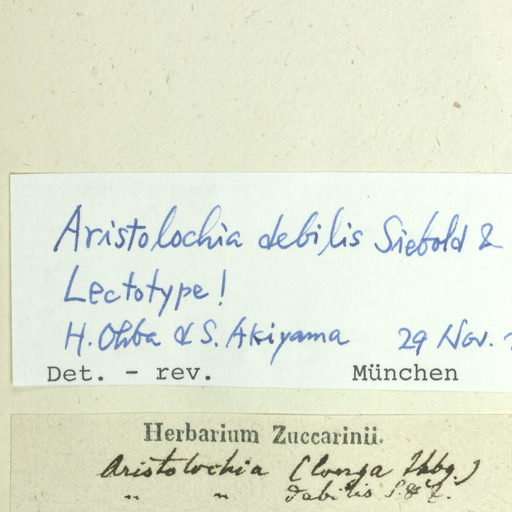 Aristolochia debilis Siebold &
Lectotype!
H. Ohba & S. Akiyama 29 Nov.
Det. - rev. München
Herbarium Zuccarinii.
Aristolochia (longa Thbg.)
„ „ debilis S. & Z.